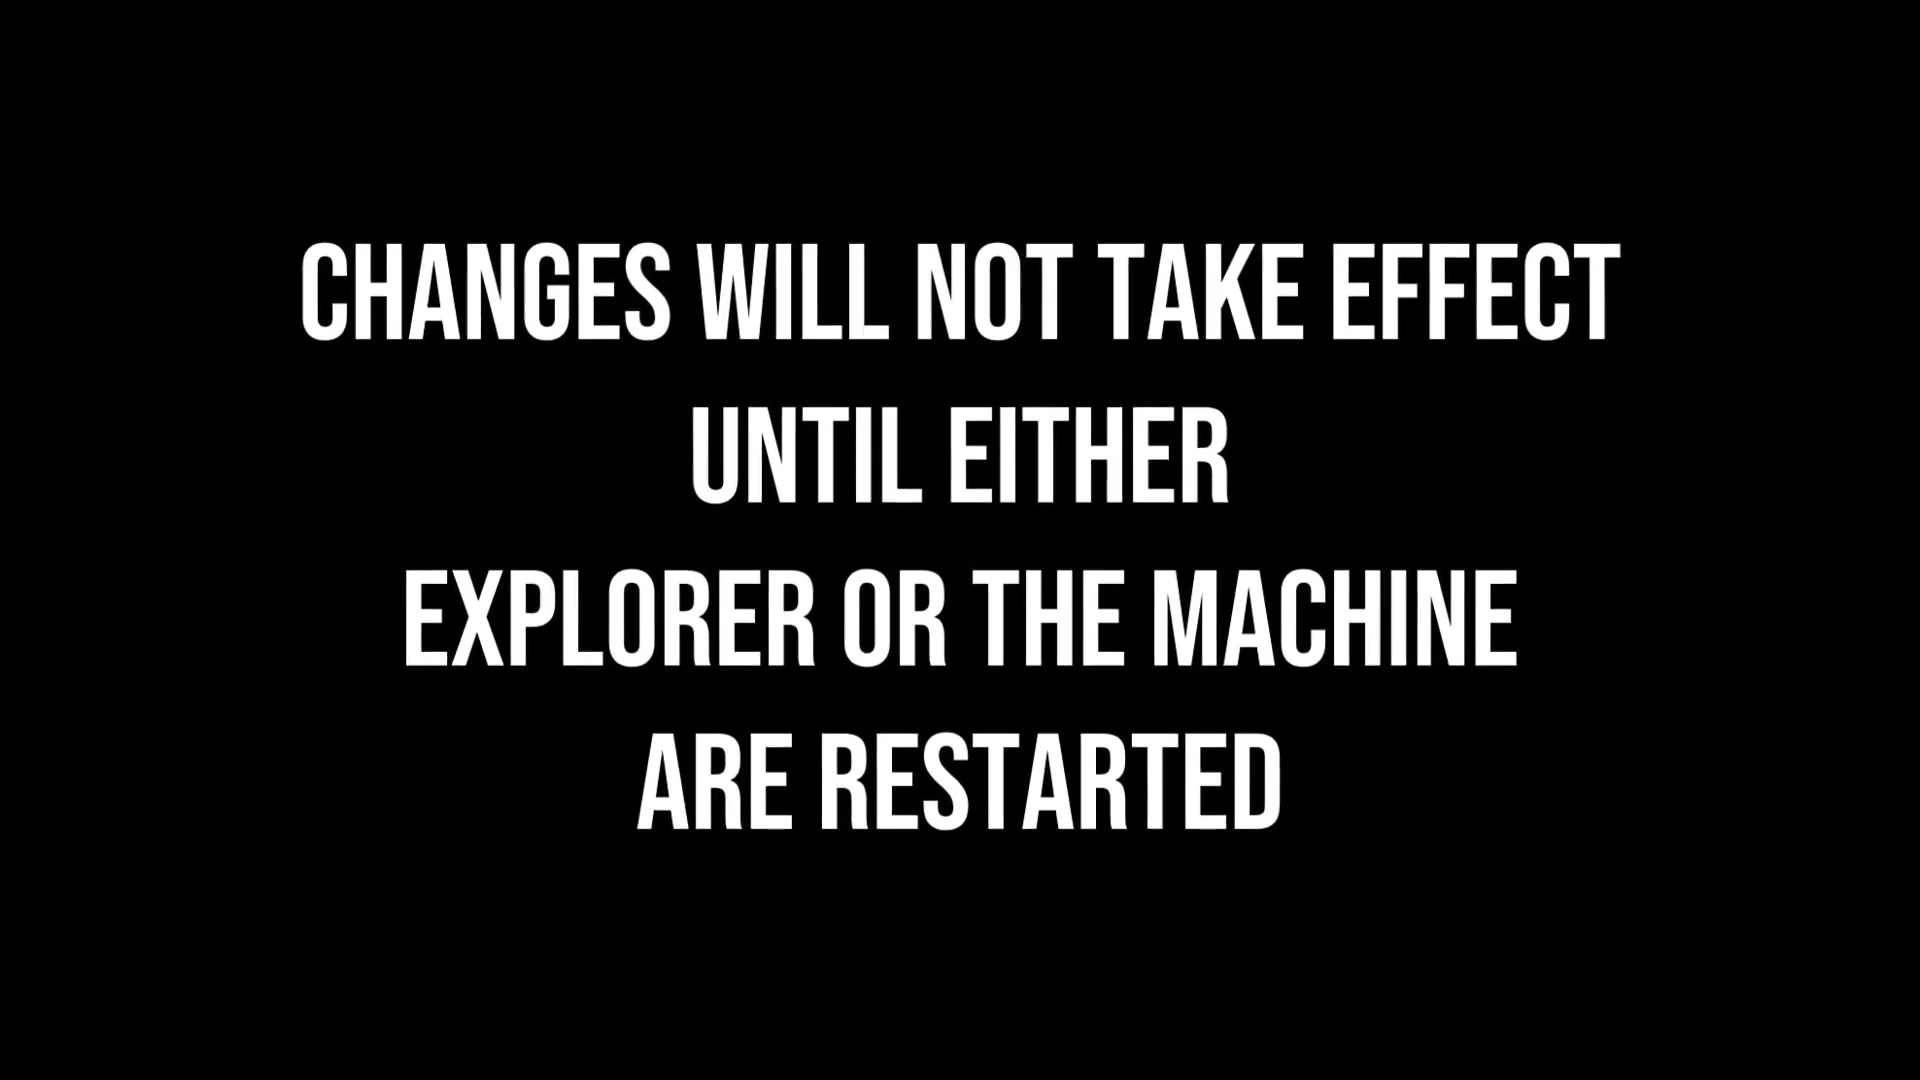 CHANGES WILL NOT TAKE EFFECT
UNTIL EITHER
EXPLORER OR THE MACHINE
ARE RESTARTED